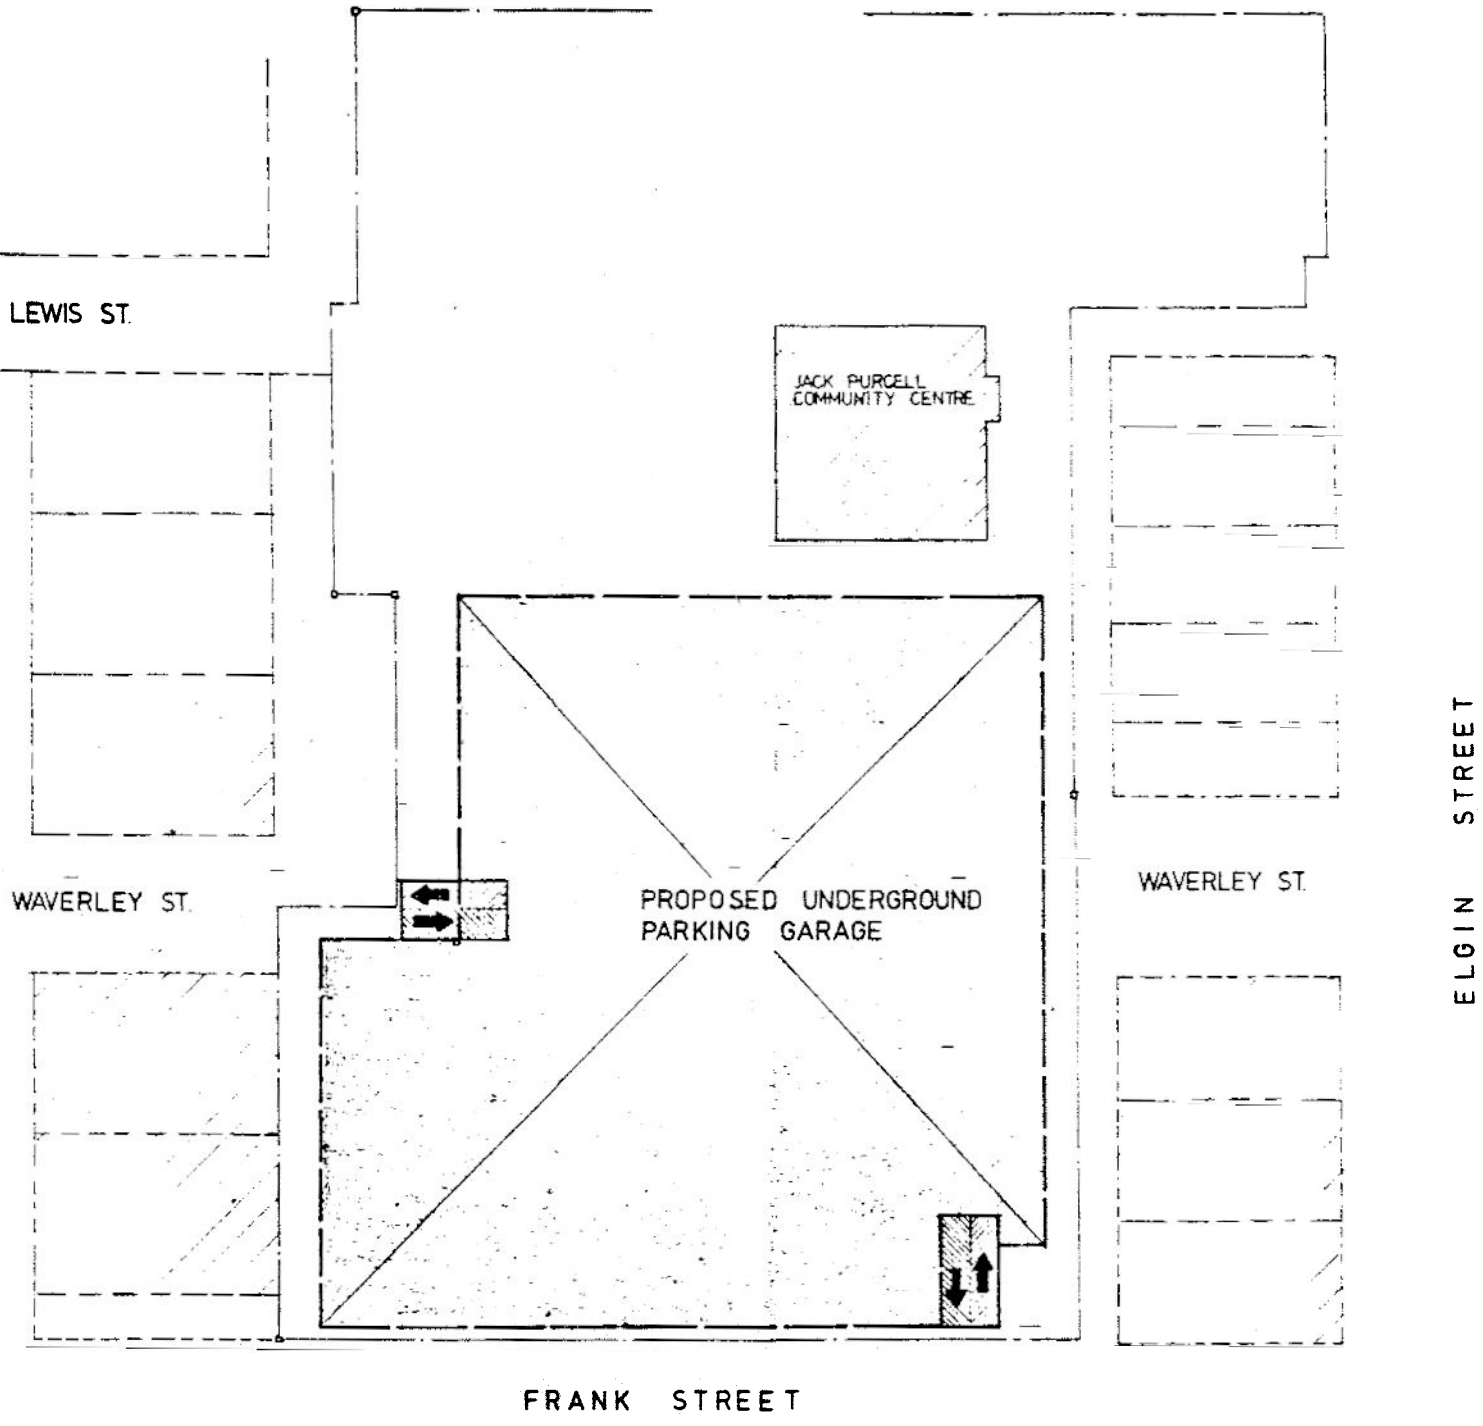 LEWIS ST.
JACK PURCELL
COMMUNITY CENTRE
WAVERLEY ST.
PROPOSED UNDERGROUND
PARKING GARAGE
WAVERLEY ST.
ELGIN STREET
FRANK STREET